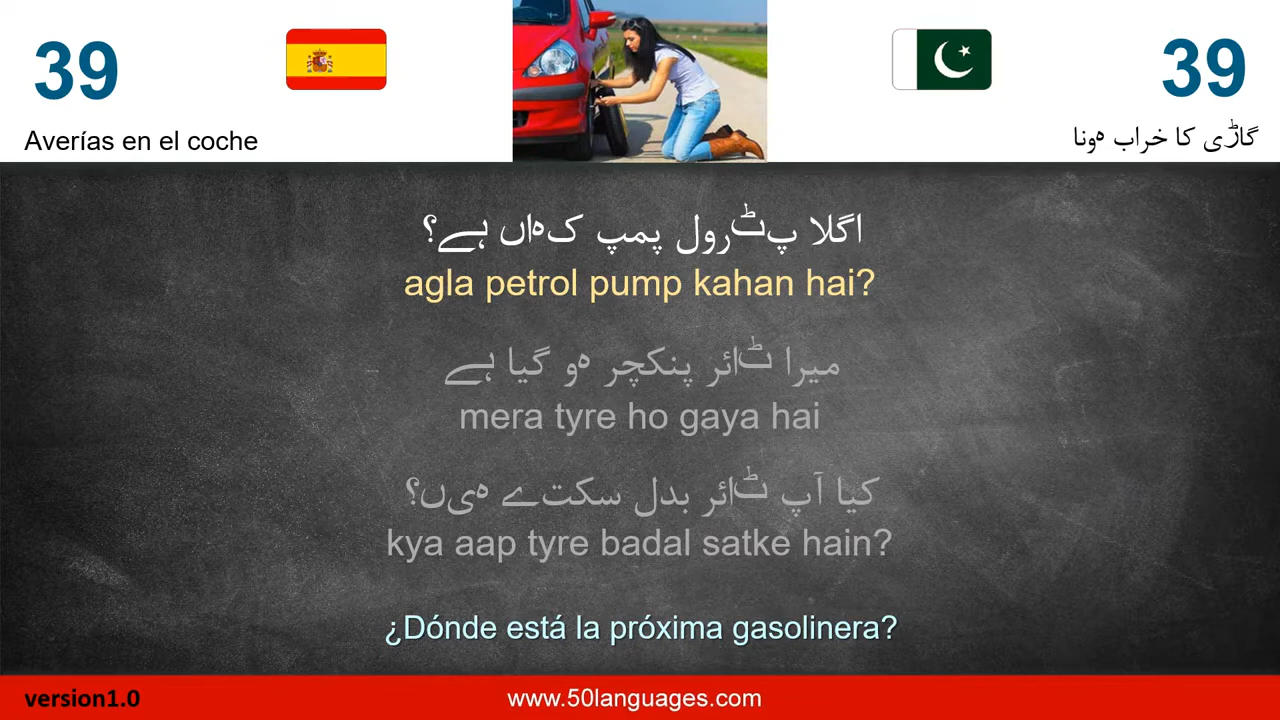 39
39
Averías en el coche
گاڑی کا خراب ہونا
اگلا پٹرول پمپ کہاں ہے؟
agla petrol pump kahan hai?
میرا ٹائر پنکچر ہو گیا ہے
mera tyre ho gaya hai
کیا آپ ٹائر بدل سکتے ہیں؟
kya aap tyre badal satke hain?
¿Dónde está la próxima gasolinera?
version1.0
www.50languages.com